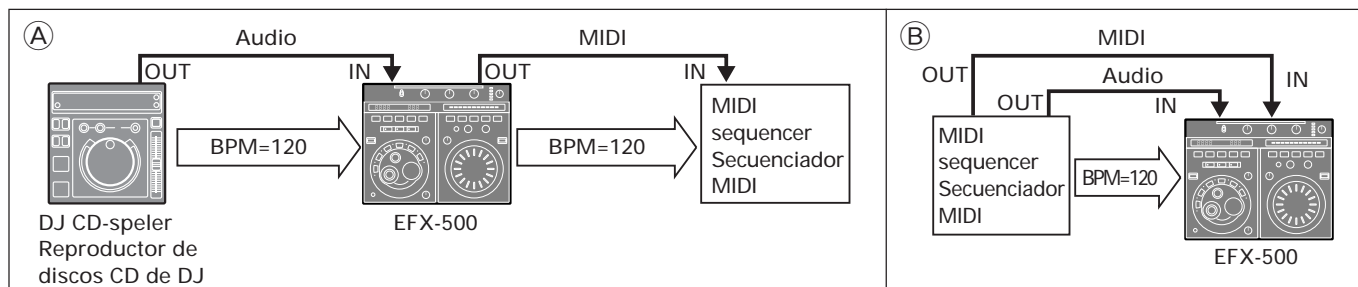 A
Audio
MIDI
OUT
IN
OUT
IN
BPM=120
BPM=120
MIDI
sequencer
Secuenciador
MIDI
DJ CD-speler
Reproductor de
discos CD de DJ
EFX-500
B
MIDI
OUT
IN
Audio
OUT
IN
MIDI
sequencer
Secuenciador
MIDI
BPM=120
EFX-500